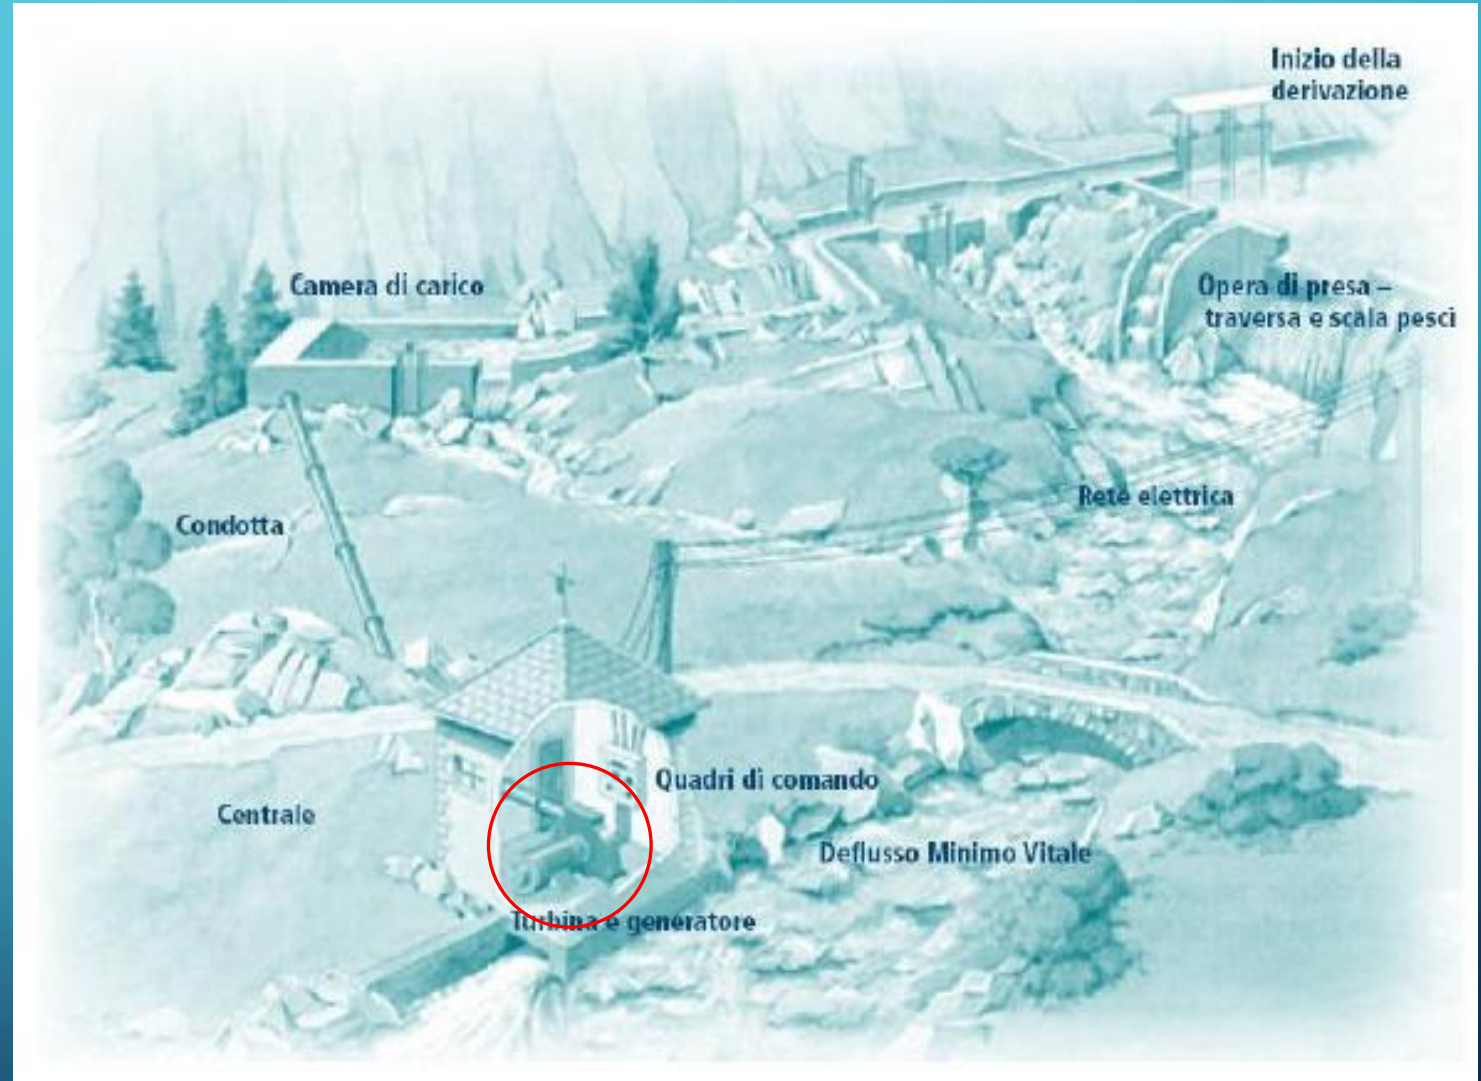 Inizio della
derivazione
Camera di carico
Opera di presa –
traversa e scala pesci
Rete elettrica
Condotta
Quadri di comando
Centrale
Deflusso Minimo Vitale
Turbina e generatore